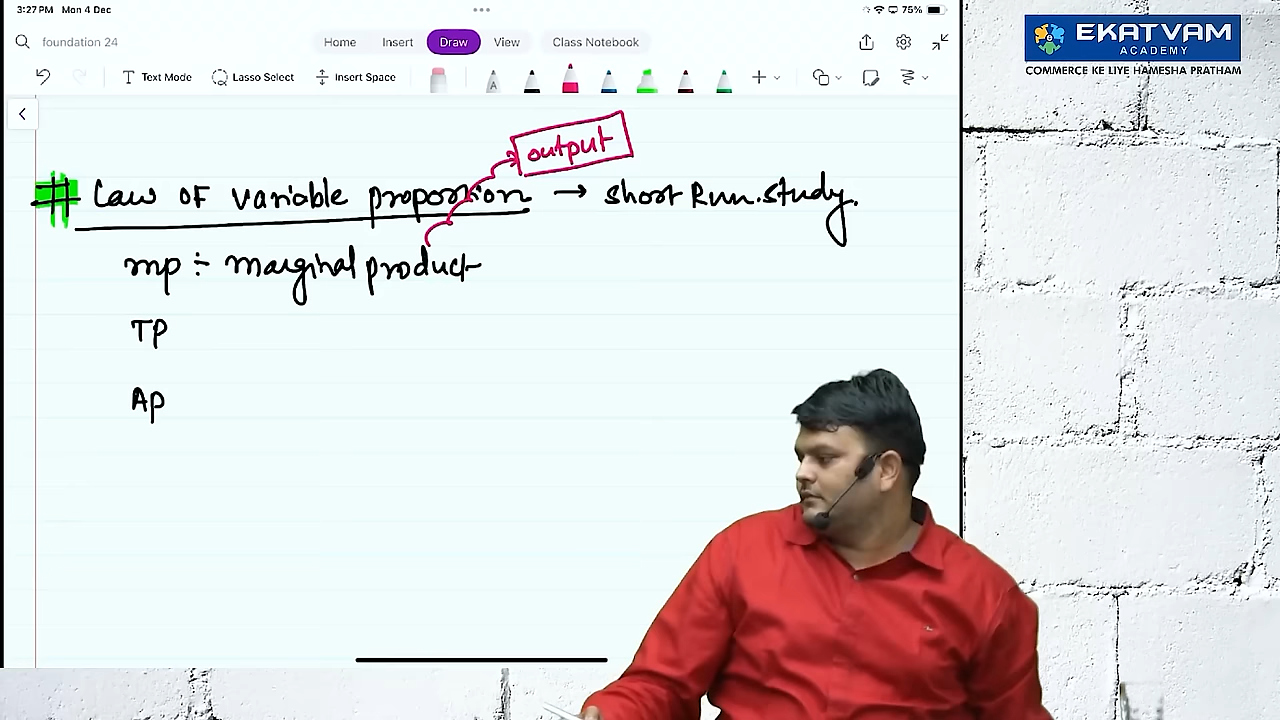 3:27PM Mon 4 Dec
75%
foundation 24
Home Insert Draw View Class Notebook
Text Mode Lasso Select Insert Space
EKATVAM
ACADEMY
COMMERCE KE LIYE HAMESHA PRATHAM
output
# Law OF variable proportion → Short Run.study.
mp ÷ marginal product
TP
Ap